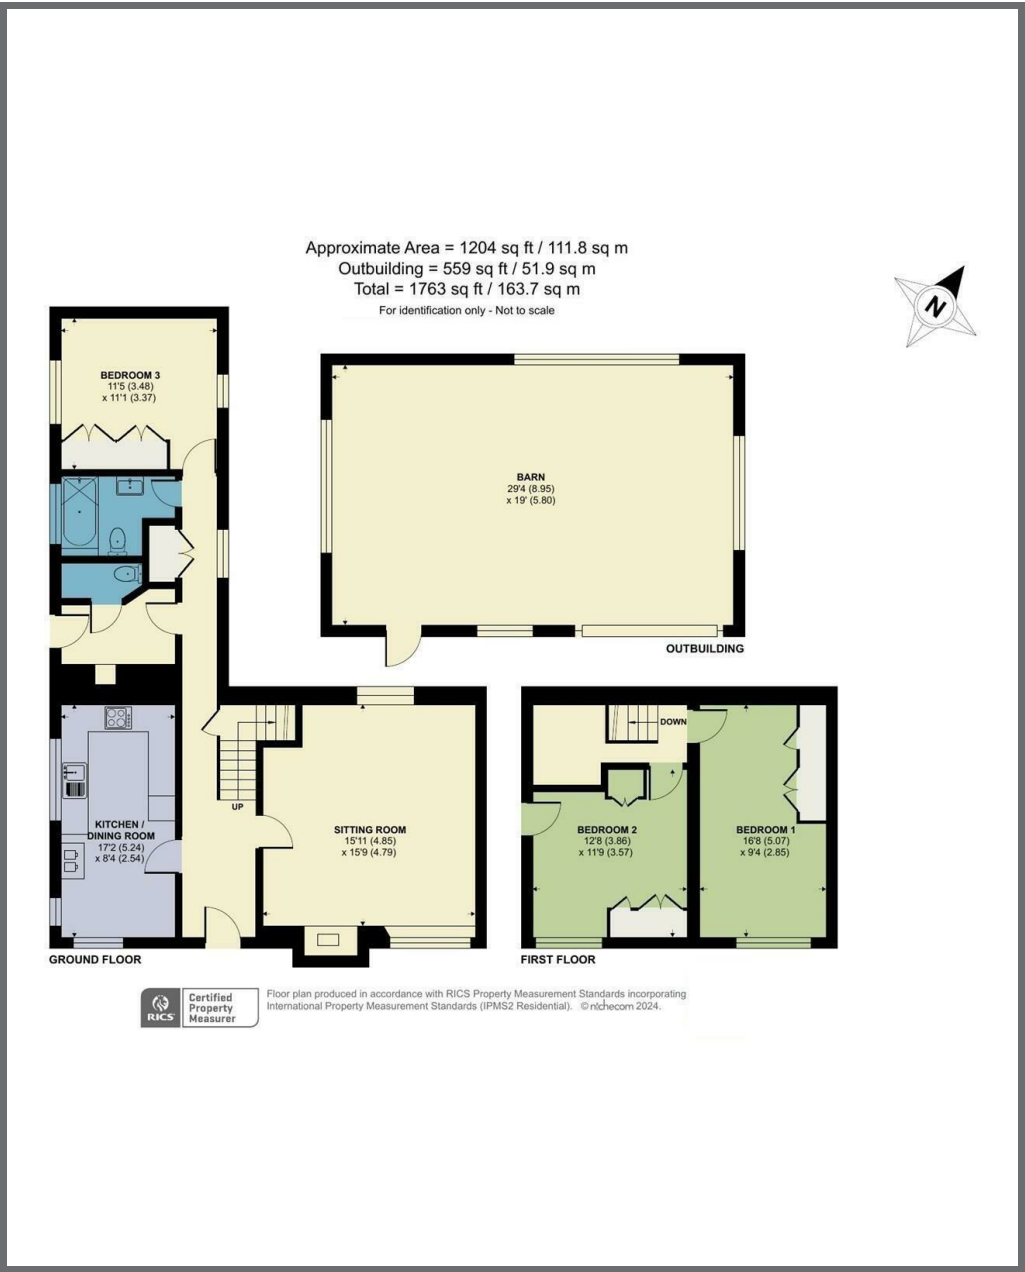 Approximate Area = 1204 sq ft / 111.8 sq m
Outbuilding = 559 sq ft / 51.9 sq m
Total = 1763 sq ft / 163.7 sq m
For identification only - Not to scale
N
BEDROOM 3
11'5 (3.48)
x 11'1 (3.37)
BARN
29'4 (8.95)
x 19' (5.80)
OUTBUILDING
UP
KITCHEN /
DINING ROOM
17'2 (5.24)
x 8'4 (2.54)
SITTING ROOM
15'11 (4.85)
x 15'9 (4.79)
GROUND FLOOR
DOWN
BEDROOM 2
12'8 (3.86)
x 11'9 (3.57)
BEDROOM 1
16'8 (5.07)
x 9'4 (2.85)
FIRST FLOOR
RICS
Certified
Property
Measurer
Floor plan produced in accordance with RICS Property Measurement Standards incorporating
International Property Measurement Standards (IPMS2 Residential). © nichecom 2024.